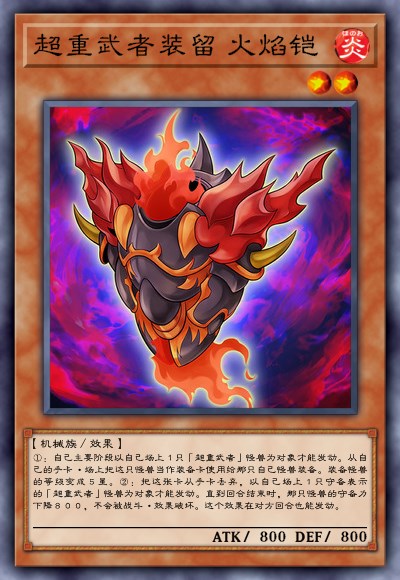 超重武者装留 火焰铠
ほのお
炎
【机械族／效果】
①：自己主要阶段以自己场上1只「超重武者」怪兽为对象才能发动。从自
己的手卡・场上把这只怪兽当作装备卡使用给那只自己怪兽装备。装备怪兽
的等级变成5星。②：把这张卡从手卡丢弃，以自己场上1只守备表示
的「超重武者」怪兽为对象才能发动。直到回合结束时，那只怪兽的守备力
下降800，不会被战斗・效果破坏。这个效果在对方回合也能发动。
ATK/ 800 DEF/ 800